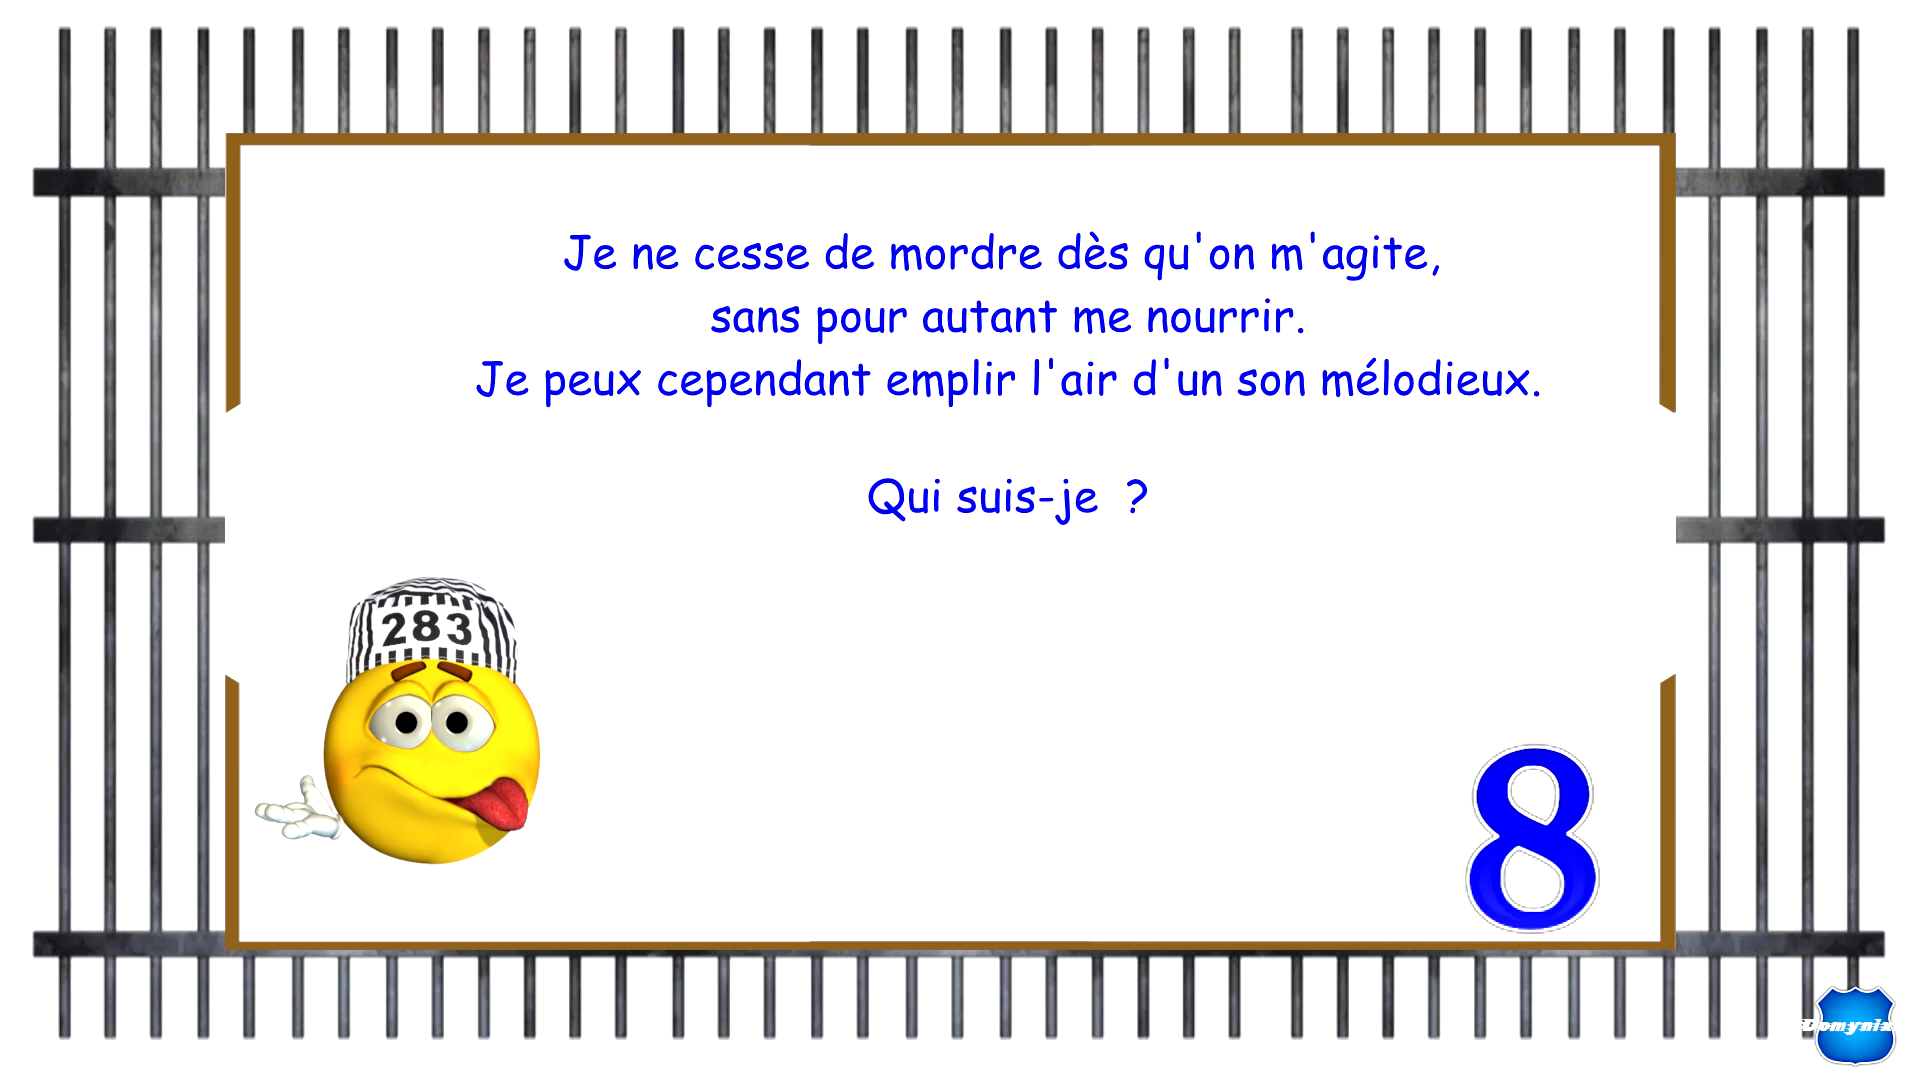 Je ne cesse de mordre dès qu'on m'agite,
sans pour autant me nourrir.
Je peux cependant emplir l'air d'un son mélodieux.
Qui suis-je ?
283
8
Domynix